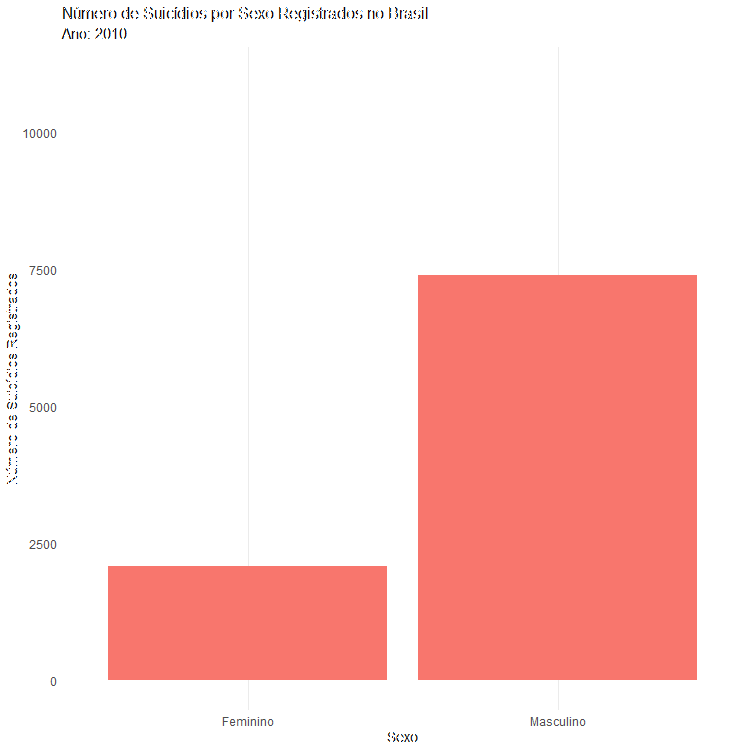 Número de Suicídios por Sexo Registrados no Brasil
Ano: 2010
Número de Suicídios Registrados
10000
7500
5000
2500
0
Feminino
Masculino
Sexo